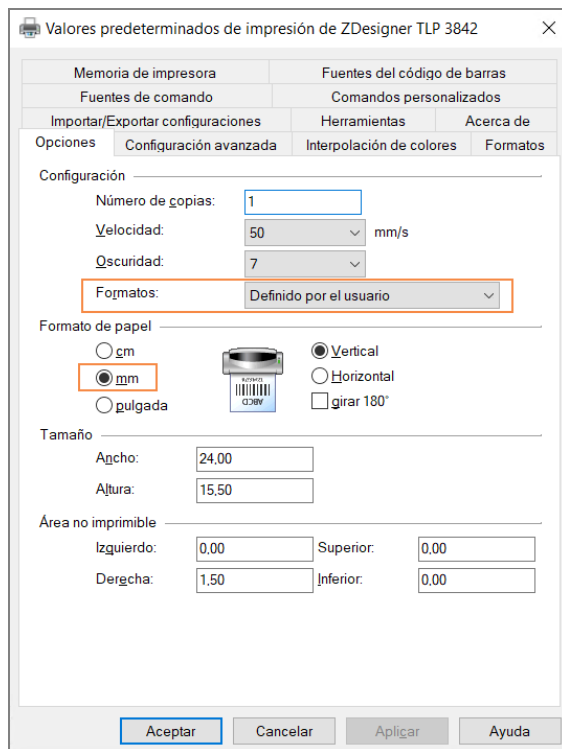 Valores predeterminados de impresión de ZDesigner TLP 3842
Memoria de impresora Fuentes del código de barras
Fuentes de comando Comandos personalizados
Importar/Exportar configuraciones Herramientas Acerca de
Opciones Configuración avanzada Interpolación de colores Formatos
Configuración
Número de copias: 1
Velocidad: 50 mm/s
Oscuridad: 7
Formatos: Definido por el usuario
Formato de papel
cm Vertical
mm Horizontal
pulgada girar 180°
ABCD
Tamaño
Ancho: 24,00
Altura: 15,50
Área no imprimible
Izquierdo: 0,00 Superior: 0,00
Derecha: 1,50 Inferior: 0,00
Aceptar Cancelar Aplicar Ayuda